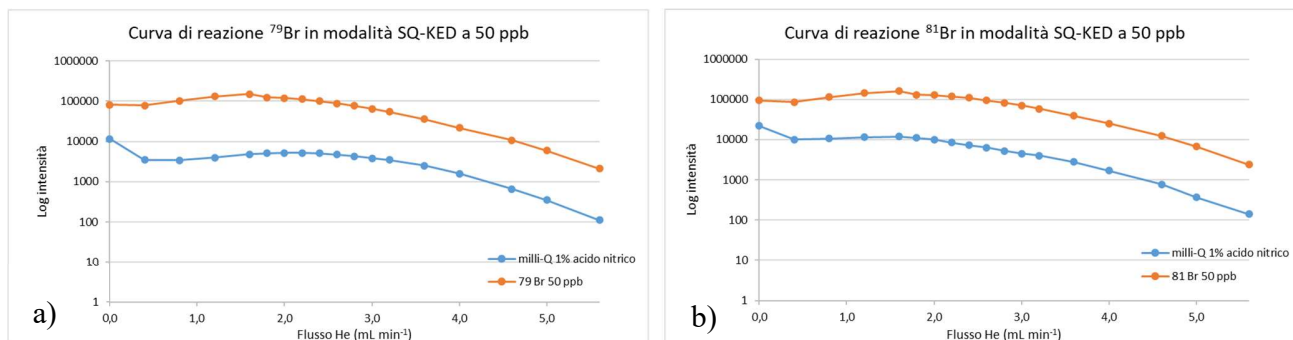 Curva di reazione ⁷⁹Br in modalità SQ-KED a 50 ppb
1000000
100000
10000
1000
100
10
1
Log intensità
0,0 1,0 2,0 3,0 4,0 5,0
Flusso He (mL min⁻¹)
milli-Q 1% acido nitrico
79 Br 50 ppb
a)
Curva di reazione ⁸¹Br in modalità SQ-KED a 50 ppb
1000000
100000
10000
1000
100
10
1
Log intensità
0,0 1,0 2,0 3,0 4,0 5,0
Flusso He (mL min⁻¹)
milli-Q 1% acido nitrico
81 Br 50 ppb
b)